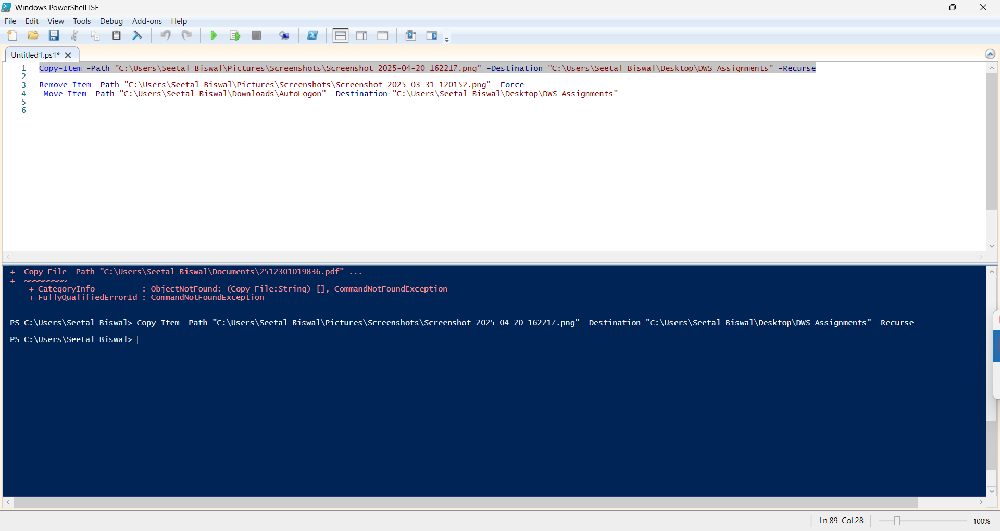 Windows PowerShell ISE
File Edit View Tools Debug Add-ons Help
Untitled1.ps1*
1 Copy-Item -Path "C:\Users\Seetal Biswal\Pictures\Screenshots\Screenshot 2025-04-20 162217.png" -Destination "C:\Users\Seetal Biswal\Desktop\DWS Assignments" -Recurse
2
3 Remove-Item -Path "C:\Users\Seetal Biswal\Pictures\Screenshots\Screenshot 2025-03-31 120152.png" -Force
4 Move-Item -Path "C:\Users\Seetal Biswal\Downloads\AutoLogon" -Destination "C:\Users\Seetal Biswal\Desktop\DWS Assignments"
5
6
+ Copy-File -Path "C:\Users\Seetal Biswal\Documents\2512301019836.pdf" ...
+ ~~~~~~~~~
+ CategoryInfo : ObjectNotFound: (Copy-File:String) [], CommandNotFoundException
+ FullyQualifiedErrorId : CommandNotFoundException
PS C:\Users\Seetal Biswal> Copy-Item -Path "C:\Users\Seetal Biswal\Pictures\Screenshots\Screenshot 2025-04-20 162217.png" -Destination "C:\Users\Seetal Biswal\Desktop\DWS Assignments" -Recurse
PS C:\Users\Seetal Biswal>
Ln 89 Col 28 100%